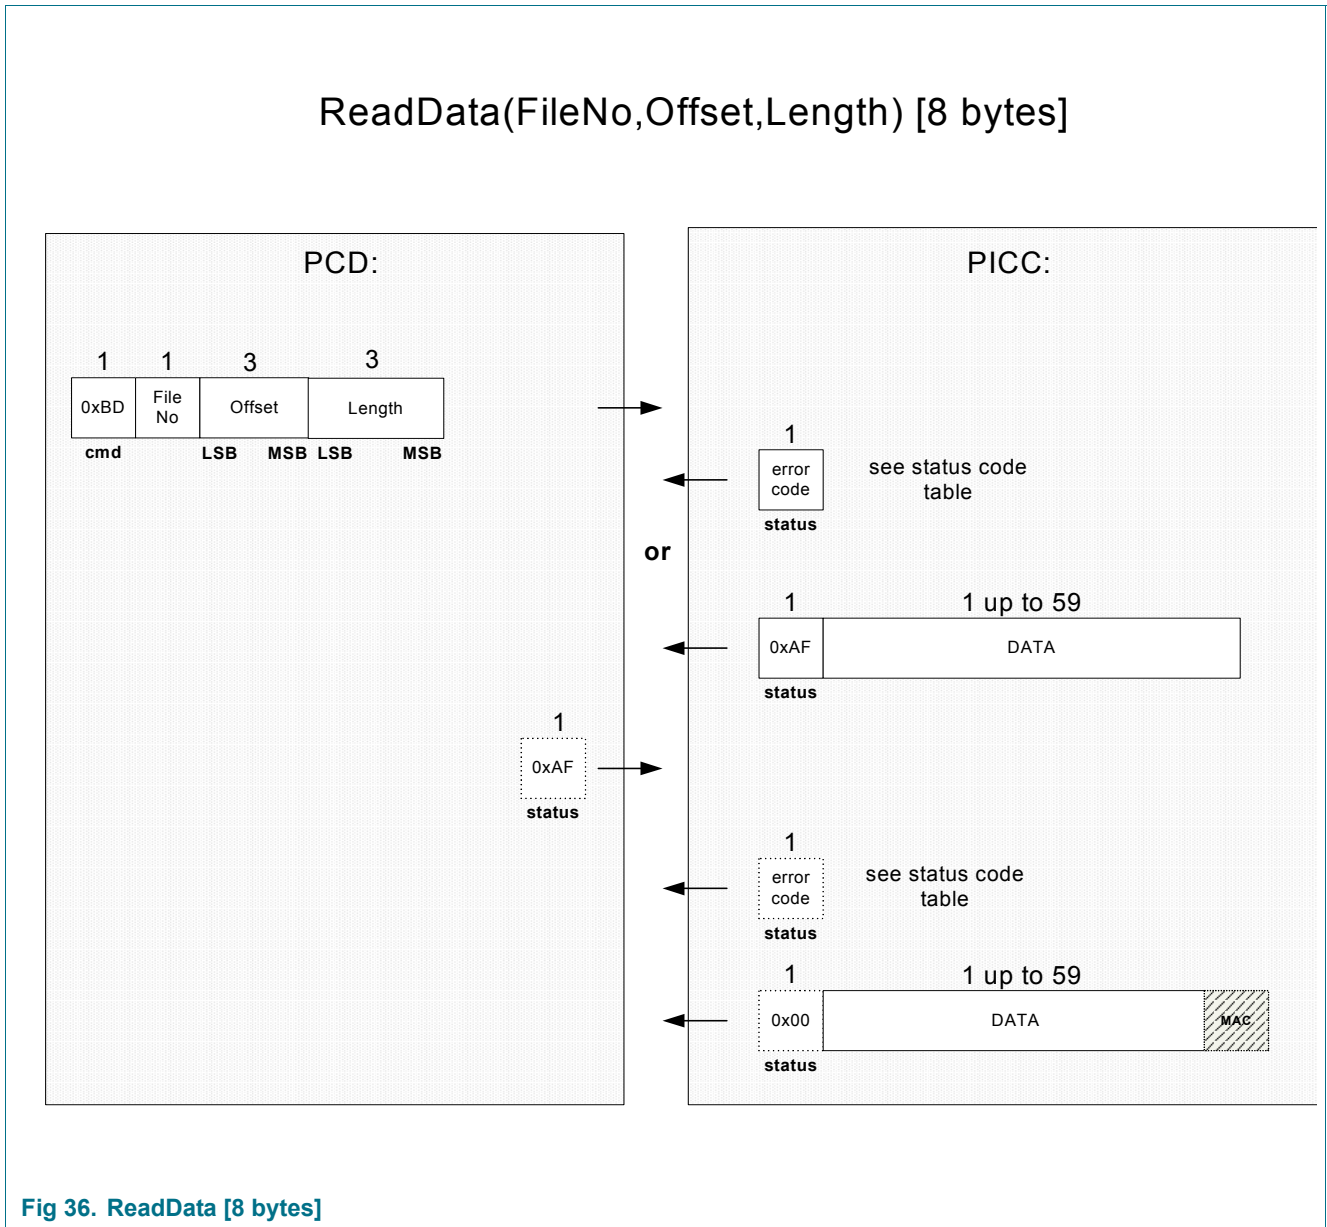 ReadData(FileNo,Offset,Length) [8 bytes]
PCD:
PICC:
1 1 3 3
0xBD File No Offset Length
cmd LSB MSB LSB MSB
1
error
code
status
see status code
table
or
1 1 up to 59
0xAF DATA
status
1
0xAF
status
1
error
code
status
see status code
table
1 1 up to 59
0x00 DATA MAC
status
Fig 36. ReadData [8 bytes]